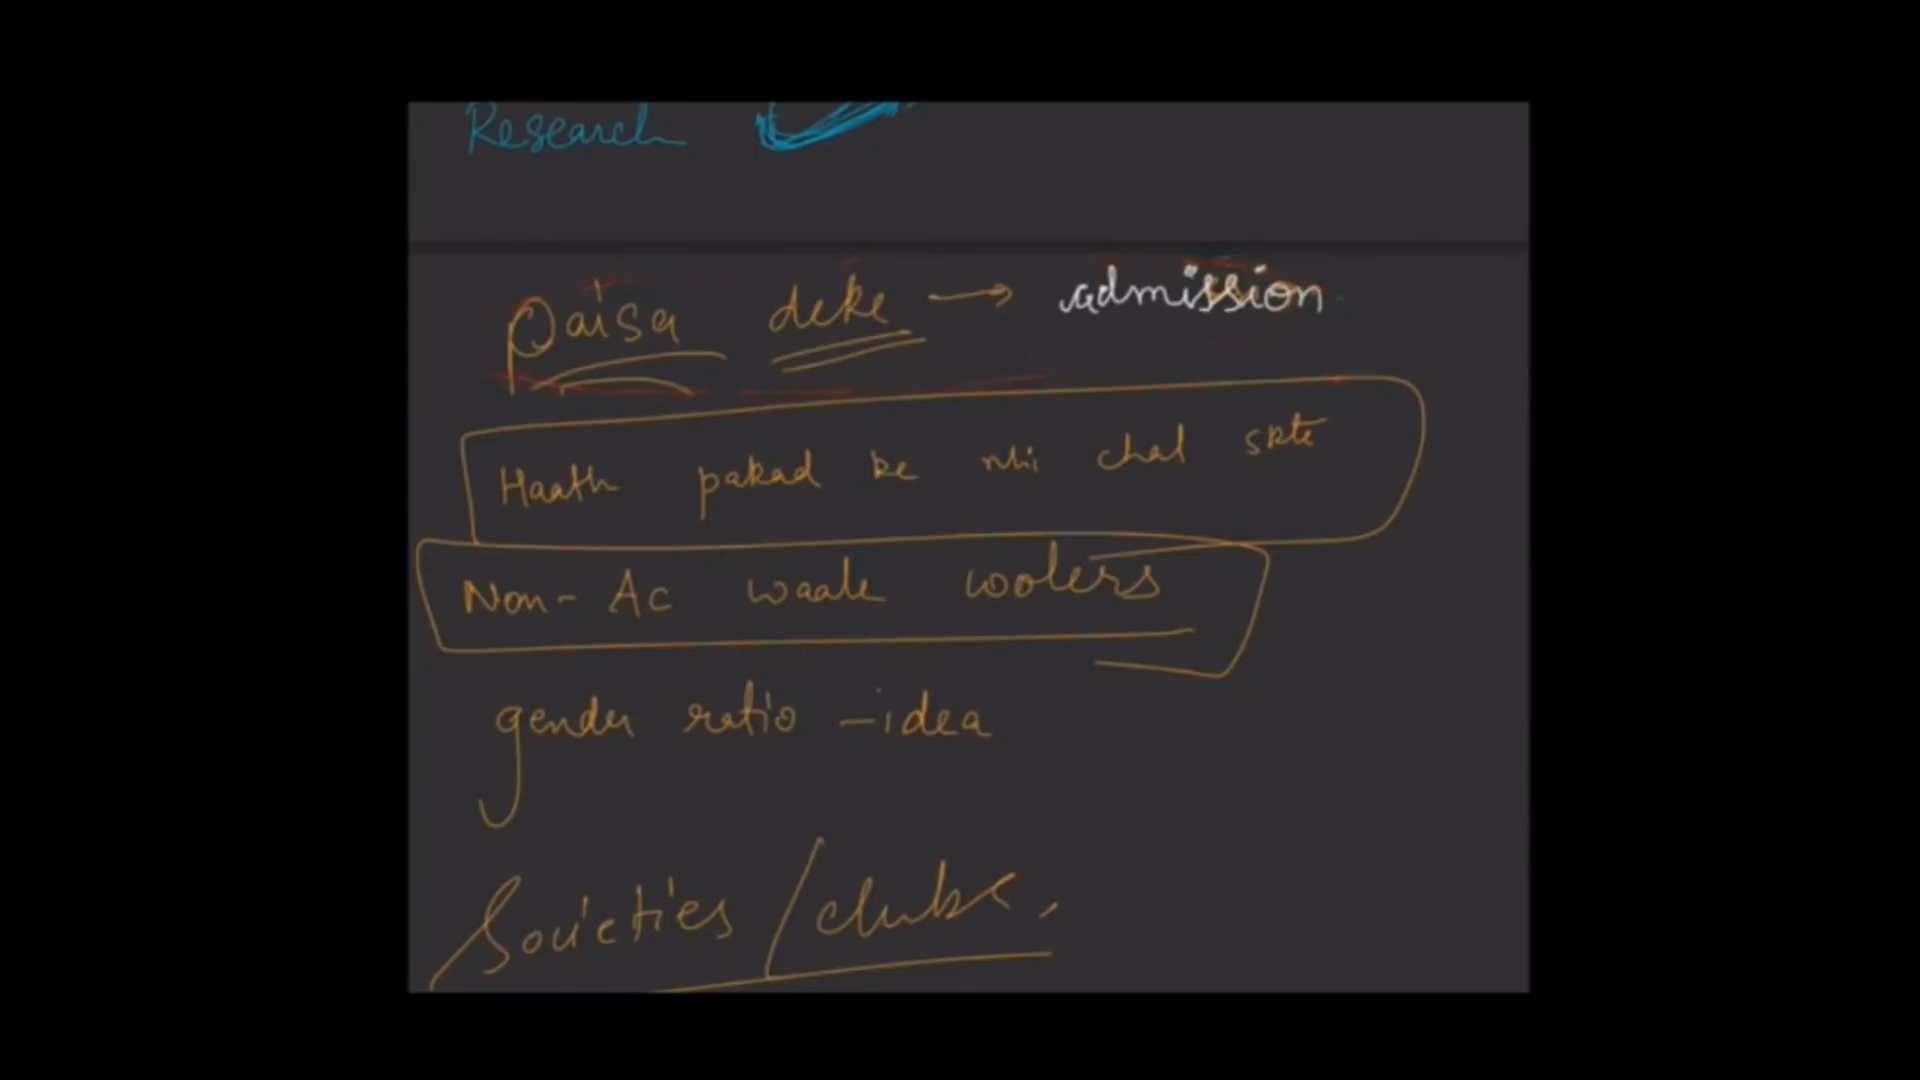 Research
Paisa deke → admission
Haath pakad ke nhi chal skte
Non-Ac waale coolers
gender ratio - idea
Societies / clubs,